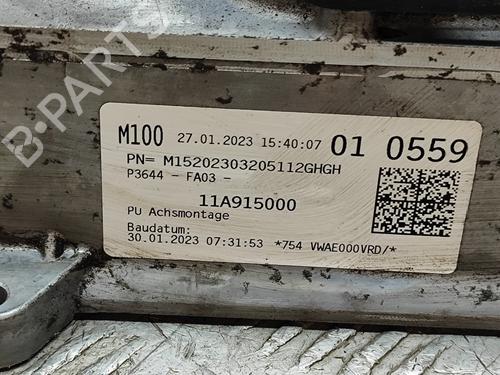 B-PARTS
M100 27.01.2023 15:40:07 01 0559
PN= M15202303205112GHGH
P3644 - FA03 -
11A915000
PU Achsmontage
Baudatum:
30.01.2023 07:31:53 *754 VWAE000VRD/*